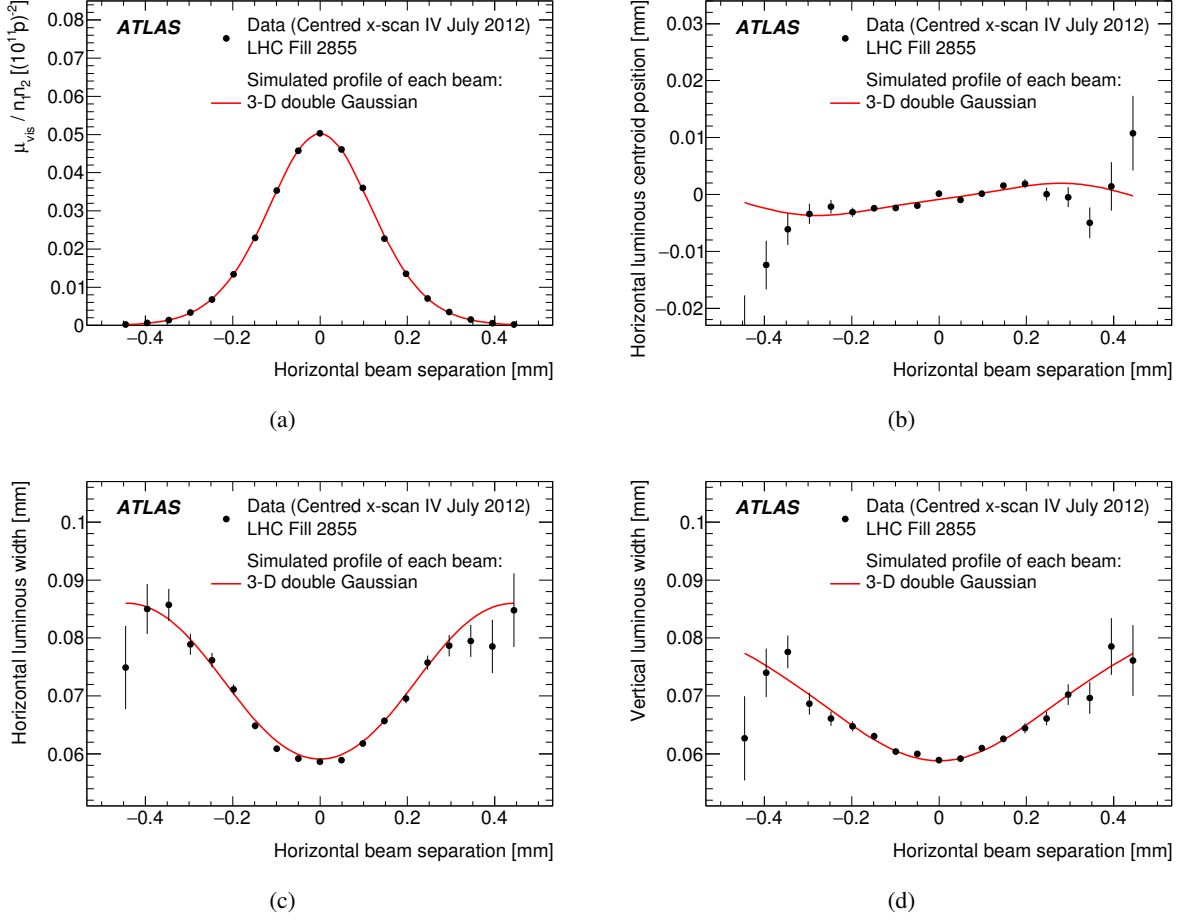 ATLAS
Data (Centred x-scan IV July 2012)
LHC Fill 2855
Simulated profile of each beam:
3-D double Gaussian
μvis / n1n2 [(10^11p)^-2]
0.08
0.07
0.06
0.05
0.04
0.03
0.02
0.01
0
−0.4 −0.2 0 0.2 0.4
Horizontal beam separation [mm]
(a)
ATLAS
Data (Centred x-scan IV July 2012)
LHC Fill 2855
Simulated profile of each beam:
3-D double Gaussian
Horizontal luminous centroid position [mm]
0.03
0.02
0.01
0
−0.01
−0.02
−0.4 −0.2 0 0.2 0.4
Horizontal beam separation [mm]
(b)
ATLAS
Data (Centred x-scan IV July 2012)
LHC Fill 2855
Simulated profile of each beam:
3-D double Gaussian
Horizontal luminous width [mm]
0.1
0.09
0.08
0.07
0.06
−0.4 −0.2 0 0.2 0.4
Horizontal beam separation [mm]
(c)
ATLAS
Data (Centred x-scan IV July 2012)
LHC Fill 2855
Simulated profile of each beam:
3-D double Gaussian
Vertical luminous width [mm]
0.1
0.09
0.08
0.07
0.06
−0.4 −0.2 0 0.2 0.4
Horizontal beam separation [mm]
(d)